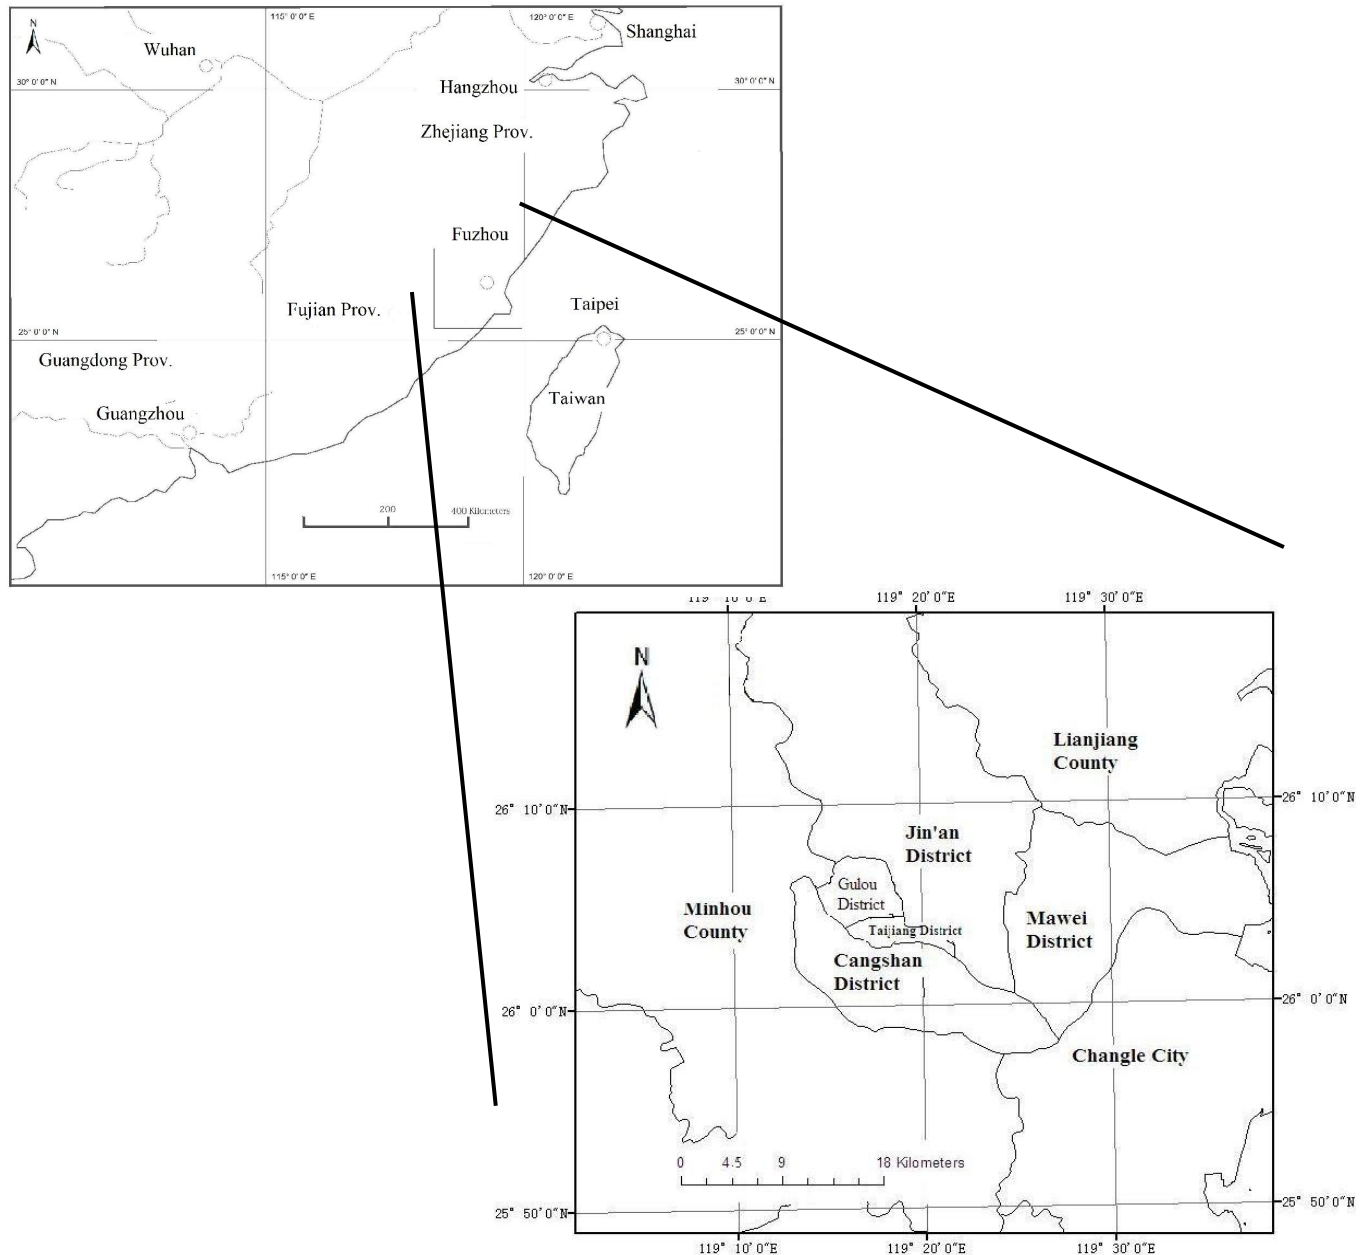 N
115° 0' 0" E
120° 0' 0" E
Shanghai
Wuhan
30° 0' 0" N
30° 0' 0" N
Hangzhou
Zhejiang Prov.
Fuzhou
Fujian Prov.
Taipei
25° 0' 0" N
25° 0' 0" N
Guangdong Prov.
Taiwan
Guangzhou
200
400 Kilometers
115° 0' 0" E
120° 0' 0" E
119° 10' 0"E
119° 20' 0"E
119° 30' 0"E
N
Lianjiang
County
26° 10' 0"N
26° 10' 0"N
Jin'an
District
Gulou
District
Minhou
County
Mawei
District
Taijiang District
Cangshan
District
26° 0' 0"N
26° 0' 0"N
Changle City
0
4.5
9
18 Kilometers
25° 50' 0"N
25° 50' 0"N
119° 10' 0"E
119° 20' 0"E
119° 30' 0"E